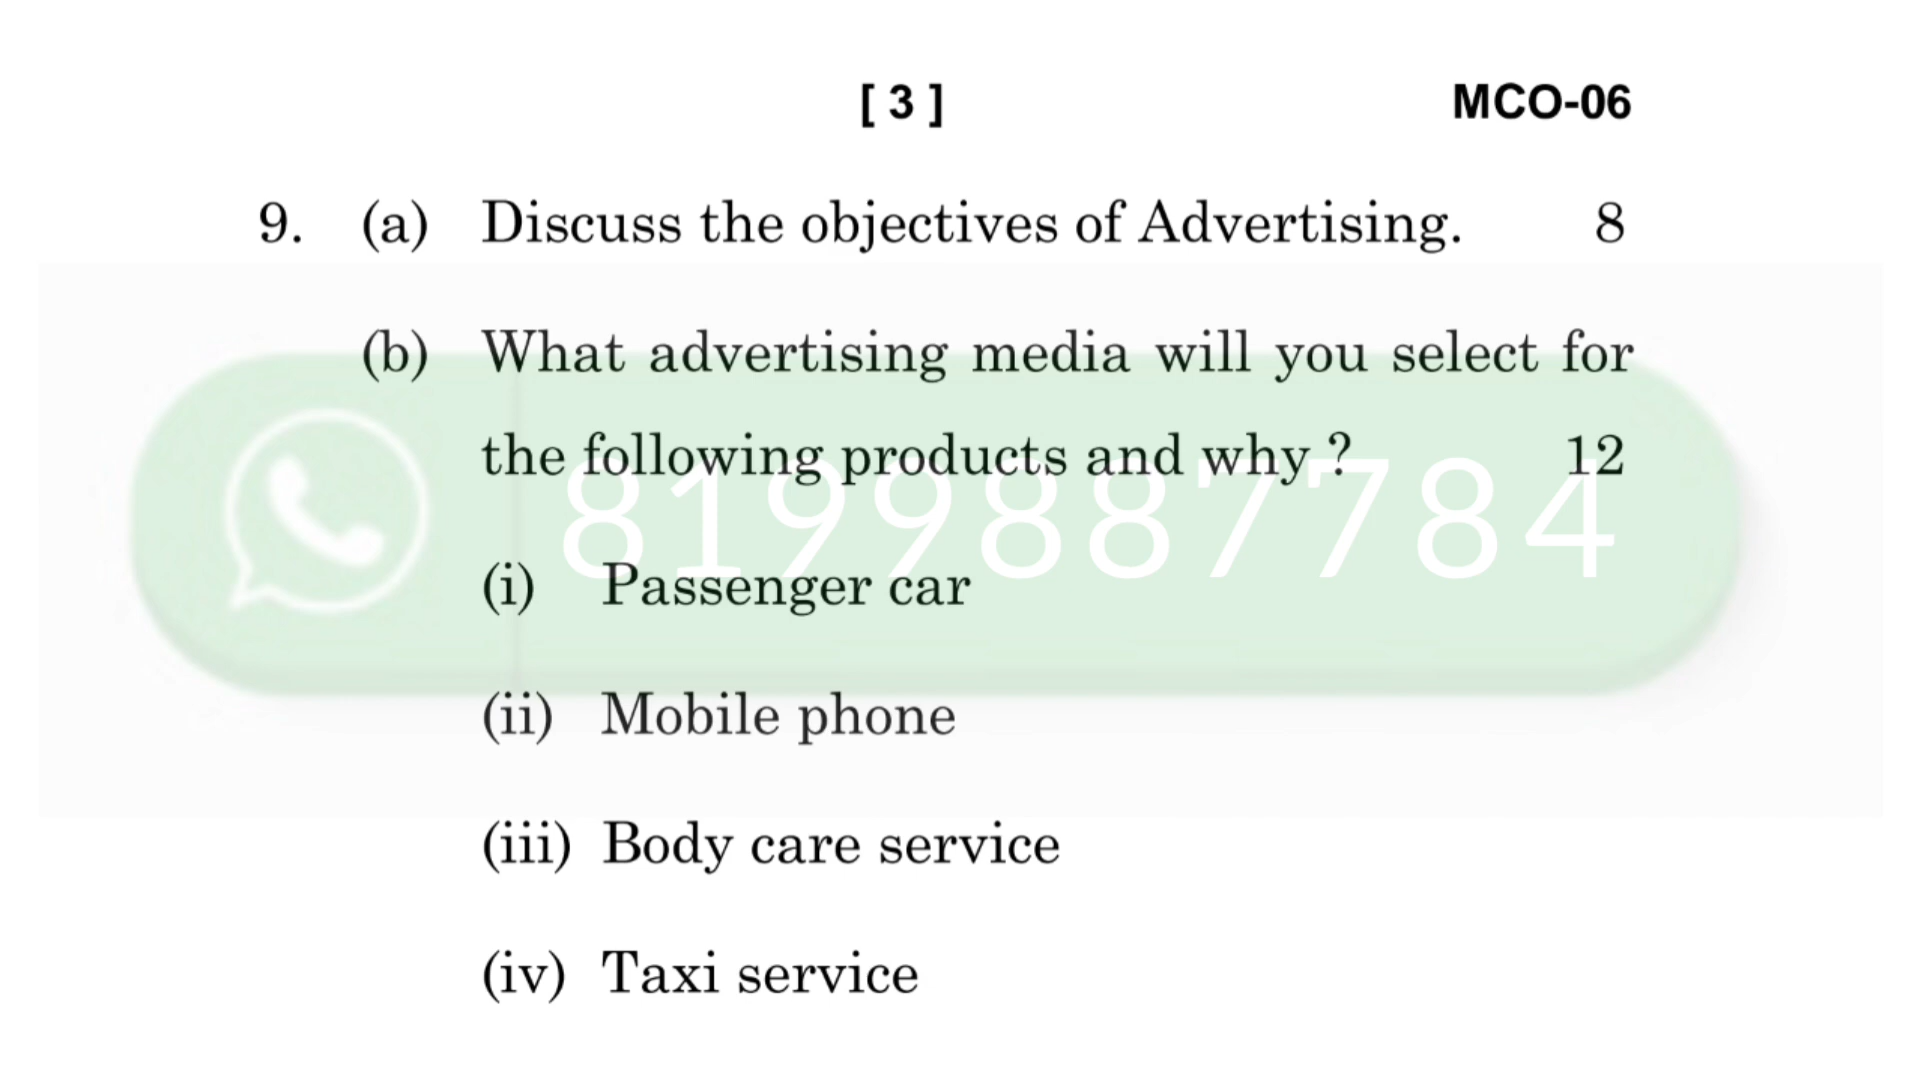 [ 3 ] MCO-06
9. (a) Discuss the objectives of Advertising. 8
(b) What advertising media will you select for
the following products and why ? 12
8199887784
(i) Passenger car
(ii) Mobile phone
(iii) Body care service
(iv) Taxi service